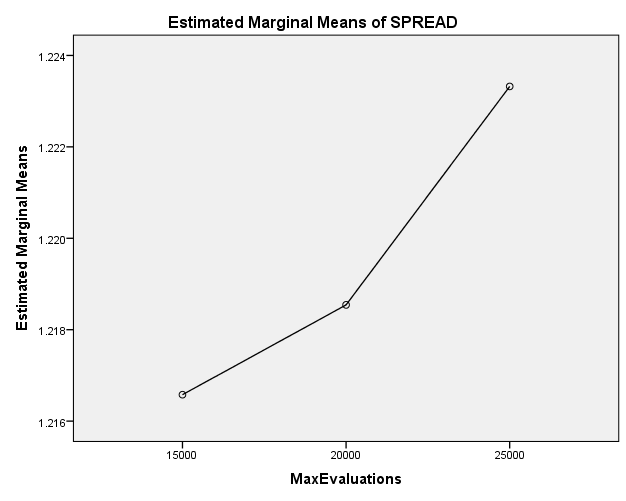 Estimated Marginal Means of SPREAD
Estimated Marginal Means
1.224
1.222
1.220
1.218
1.216
15000
20000
25000
MaxEvaluations